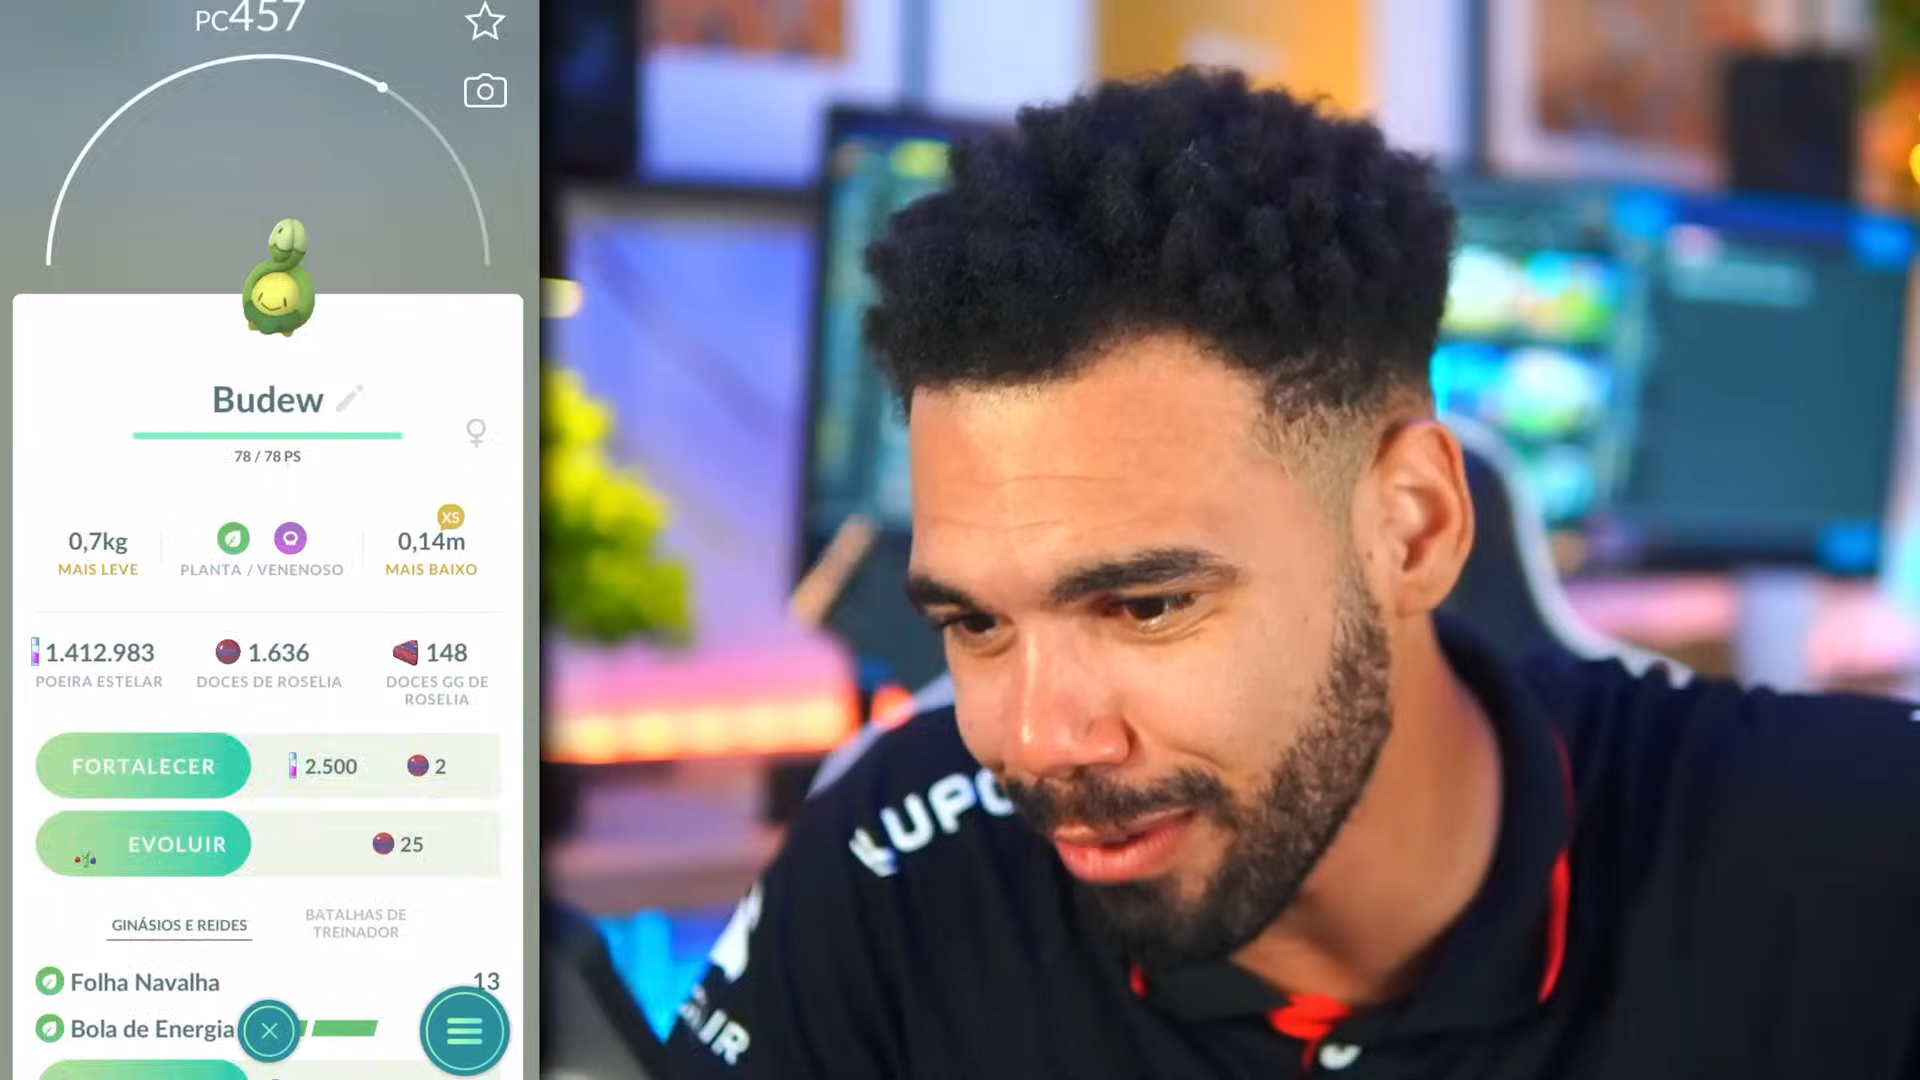 PC457
Budew
78 / 78 PS
XS
0,7kg
0,14m
MAIS LEVE
PLANTA / VENENOSO
MAIS BAIXO
1.412.983
1.636
148
POEIRA ESTELAR
DOCES DE ROSELIA
DOCES GG DE
ROSELIA
FORTALECER
2.500
2
EVOLUIR
25
GINÁSIOS E REIDES
BATALHAS DE
TREINADOR
Folha Navalha
13
Bola de Energia